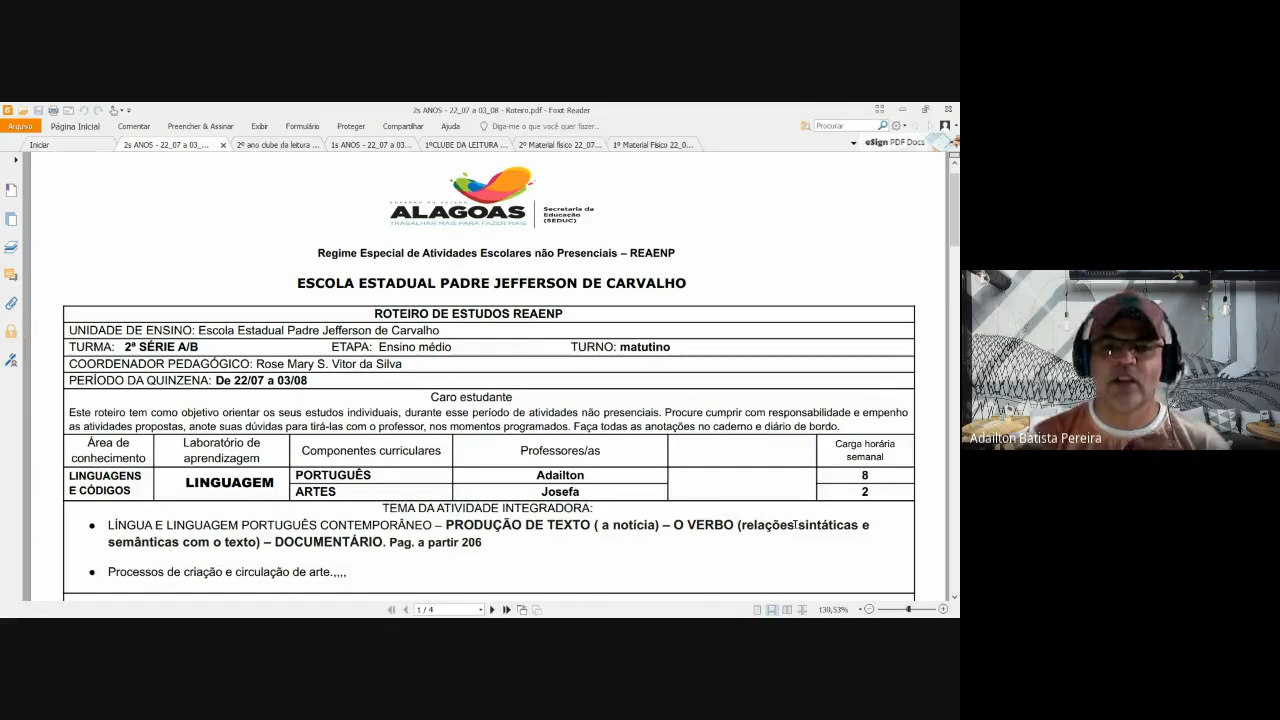 2s ANOS - 22_07 a 03_08 - Rotero.pdf - Foxit Reader
Arquivo Página Inicial Comentar Preencher & Assinar Exibir Formulário Proteger Compartilhar Ajuda Diga-me o que você quer fazer.. Procurar
Iniciar 2s ANOS - 22_07 a 03_... 2º ano clube da leitura ... 1s ANOS - 22_07 a 03... 1ºCLUBE DA LEITURA ... 2º Material físico 22_07... 1º Material Físico 22_0... eSign PDF Docs
GOVERNO DO ESTADO
ALAGOAS
TRABALHAR MAIS PARA FAZER MAIS
Secretaria da
Educação
(SEDUC)
Regime Especial de Atividades Escolares não Presenciais – REAENP
ESCOLA ESTADUAL PADRE JEFFERSON DE CARVALHO
ROTEIRO DE ESTUDOS REAENP
UNIDADE DE ENSINO: Escola Estadual Padre Jefferson de Carvalho
TURMA: 2ª SÉRIE A/B ETAPA: Ensino médio TURNO: matutino
COORDENADOR PEDAGÓGICO: Rose Mary S. Vitor da Silva
PERÍODO DA QUINZENA: De 22/07 a 03/08
Caro estudante
Este roteiro tem como objetivo orientar os seus estudos individuais, durante esse período de atividades não presenciais. Procure cumprir com responsabilidade e empenho
as atividades propostas, anote suas dúvidas para tirá-las com o professor, nos momentos programados. Faça todas as anotações no caderno e diário de bordo.
Área de conhecimento Laboratório de aprendizagem Componentes curriculares Professores/as Carga horária semanal
LINGUAGENS E CÓDIGOS LINGUAGEM PORTUGUÊS Adailton 8
ARTES Josefa 2
TEMA DA ATIVIDADE INTEGRADORA:
● LÍNGUA E LINGUAGEM PORTUGUÊS CONTEMPORÂNEO – PRODUÇÃO DE TEXTO ( a notícia) – O VERBO (relações sintáticas e
semânticas com o texto) – DOCUMENTÁRIO. Pag. a partir 206
● Processos de criação e circulação de arte.,,,,
1 / 4 130,53%
Adailton Batista Pereira